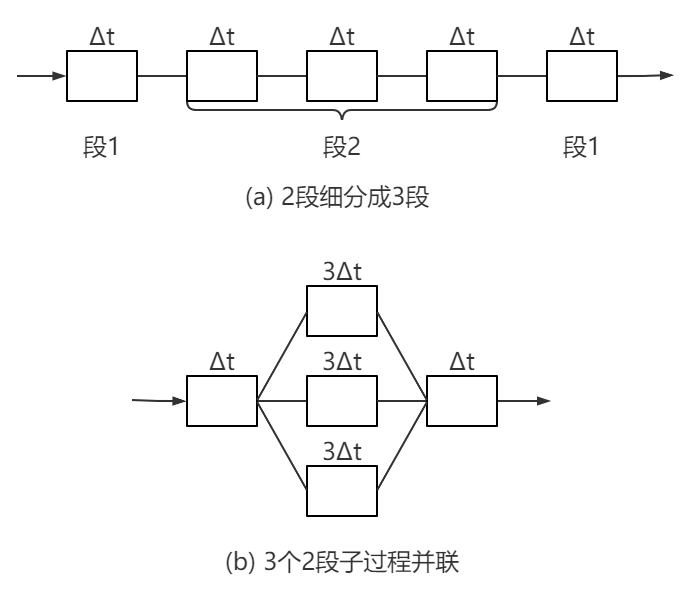 Δt Δt Δt Δt Δt
段1 段2 段1
(a) 2段细分成3段
3Δt
Δt 3Δt Δt
3Δt
(b) 3个2段子过程并联